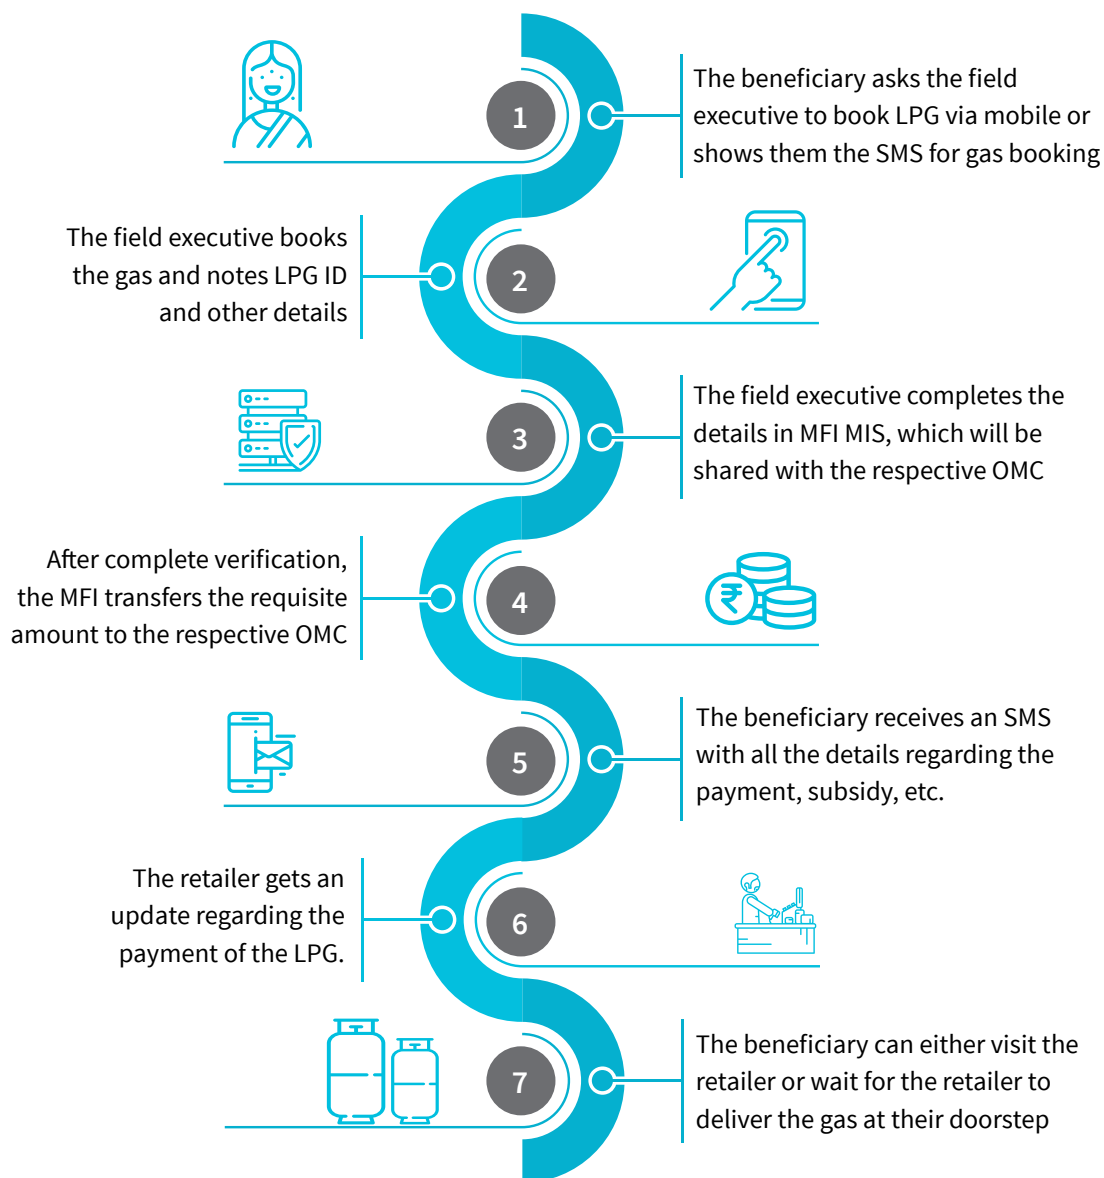 1
The beneficiary asks the field
executive to book LPG via mobile or
shows them the SMS for gas booking
The field executive books
the gas and notes LPG ID
and other details
2
3
The field executive completes the
details in MFI MIS, which will be
shared with the respective OMC
After complete verification,
the MFI transfers the requisite
amount to the respective OMC
4
₹
5
The beneficiary receives an SMS
with all the details regarding the
payment, subsidy, etc.
The retailer gets an
update regarding the
payment of the LPG.
6
7
The beneficiary can either visit the
retailer or wait for the retailer to
deliver the gas at their doorstep